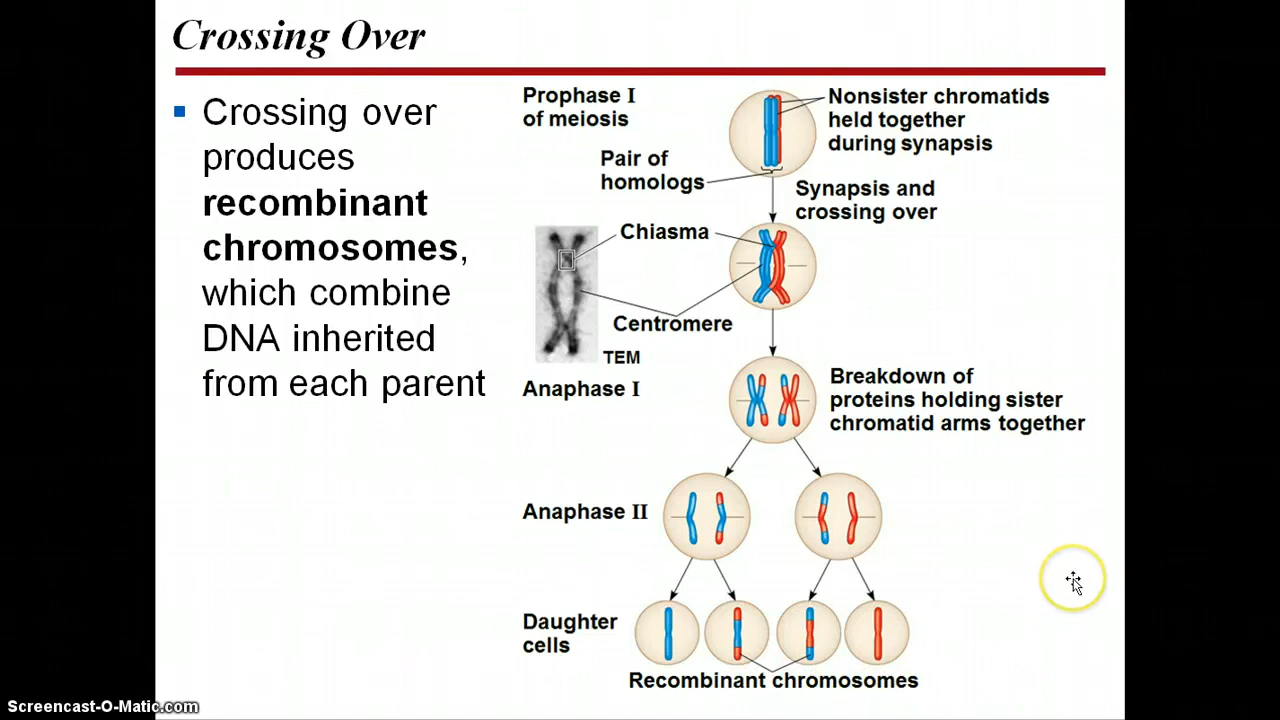 Crossing Over
Crossing over
produces
recombinant
chromosomes,
which combine
DNA inherited
from each parent
Prophase I
of meiosis
Nonsister chromatids
held together
during synapsis
Pair of
homologs
Synapsis and
crossing over
Chiasma
Centromere
TEM
Anaphase I
Breakdown of
proteins holding sister
chromatid arms together
Anaphase II
Daughter
cells
Recombinant chromosomes
Screencast-O-Matic.com